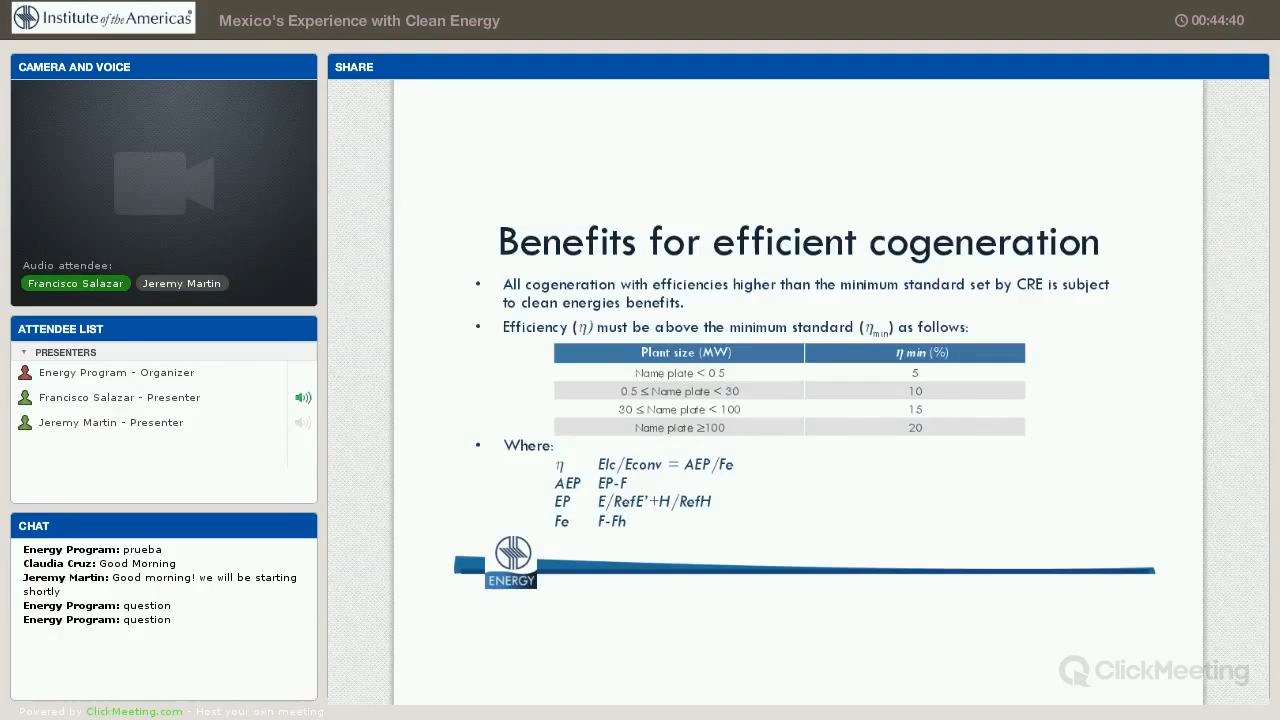 Institute of the Americas
Mexico's Experience with Clean Energy
00:44:40
CAMERA AND VOICE
Audio attendee:
Francisco Salazar
Jeremy Martin
ATTENDEE LIST
PRESENTERS
Energy Program - Organizer
Francisco Salazar - Presenter
Jeremy Martin - Presenter
CHAT
Energy Program: prueba
Claudia Cruz: Good Morning
Jeremy Martin: Good morning! we will be starting
shortly
Energy Program: question
Energy Program: question
Powered by ClickMeeting.com - Host your own meeting
SHARE
Benefits for efficient cogeneration
• All cogeneration with efficiencies higher than the minimum standard set by CRE is subject
to clean energies benefits.
• Efficiency (η) must be above the minimum standard (ηmin) as follows:
Plant size (MW) η min (%)
Name plate < 0.5 5
0.5 ≤ Name plate < 30 10
30 ≤ Name plate < 100 15
Name plate ≥100 20
• Where:
η Elc/Econv = AEP/Fe
AEP EP-F
EP E/RefE'+H/RefH
Fe F-Fh
ENERGY
ClickMeeting